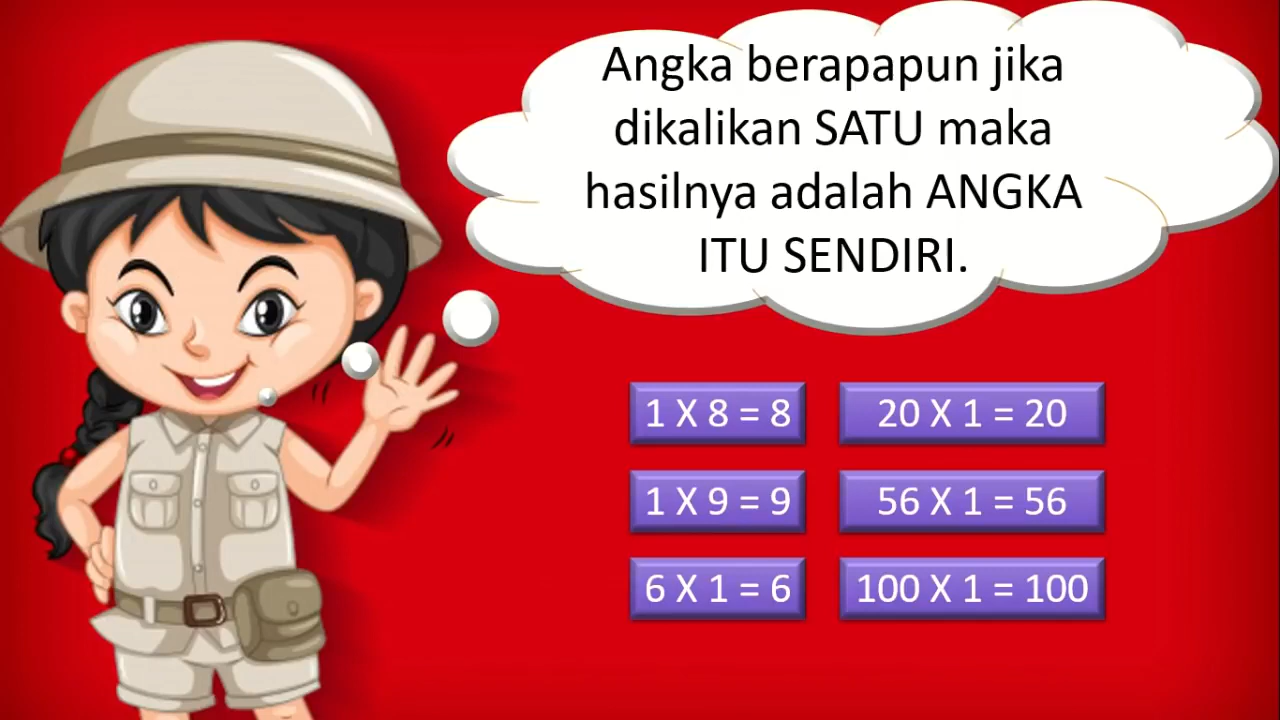 Angka berapapun jika
dikalikan SATU maka
hasilnya adalah ANGKA
ITU SENDIRI.
1 X 8 = 8
20 X 1 = 20
1 X 9 = 9
56 X 1 = 56
6 X 1 = 6
100 X 1 = 100